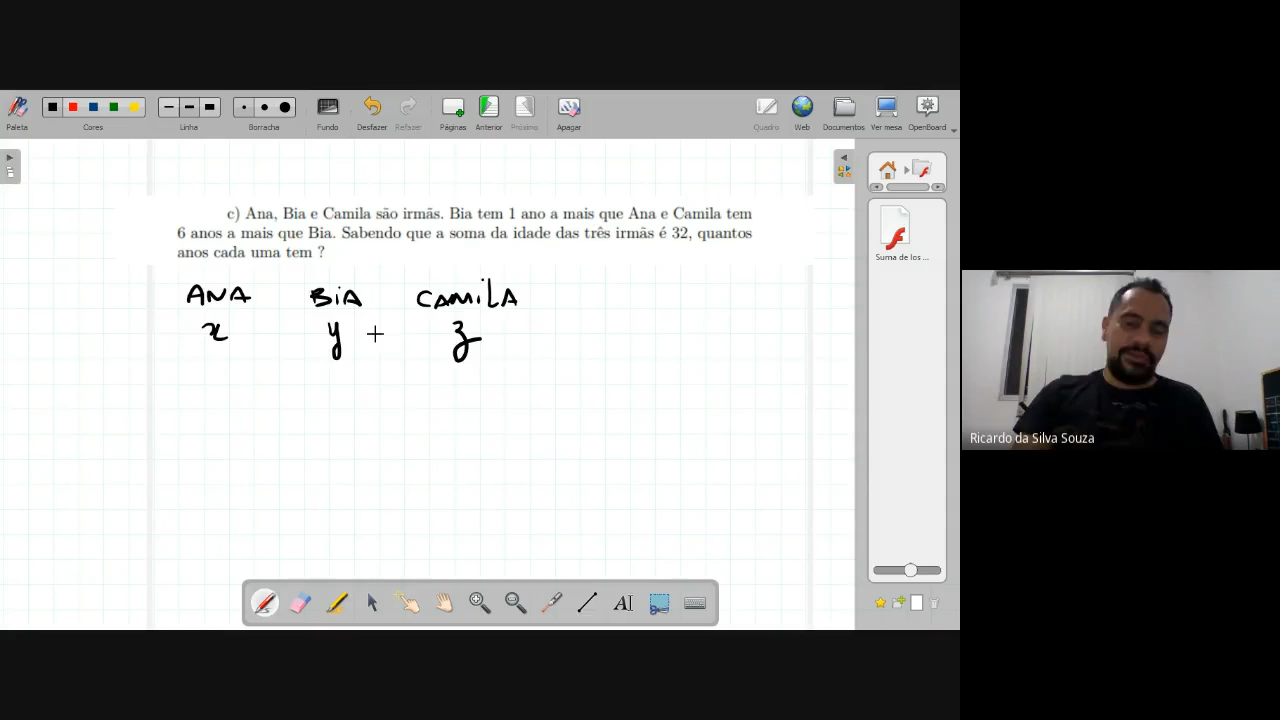 Paleta Cores Linha Borracha Fundo Desfazer Refazer Páginas Anterior Próximo Apagar Quadro Web Documentos Ver mesa OpenBoard
c) Ana, Bia e Camila são irmãs. Bia tem 1 ano a mais que Ana e Camila tem
6 anos a mais que Bia. Sabendo que a soma da idade das três irmãs é 32, quantos
anos cada uma tem ?
ANA BiA CAMiLA
x y + z
Suma de los ...
AI
Ricardo da Silva Souza